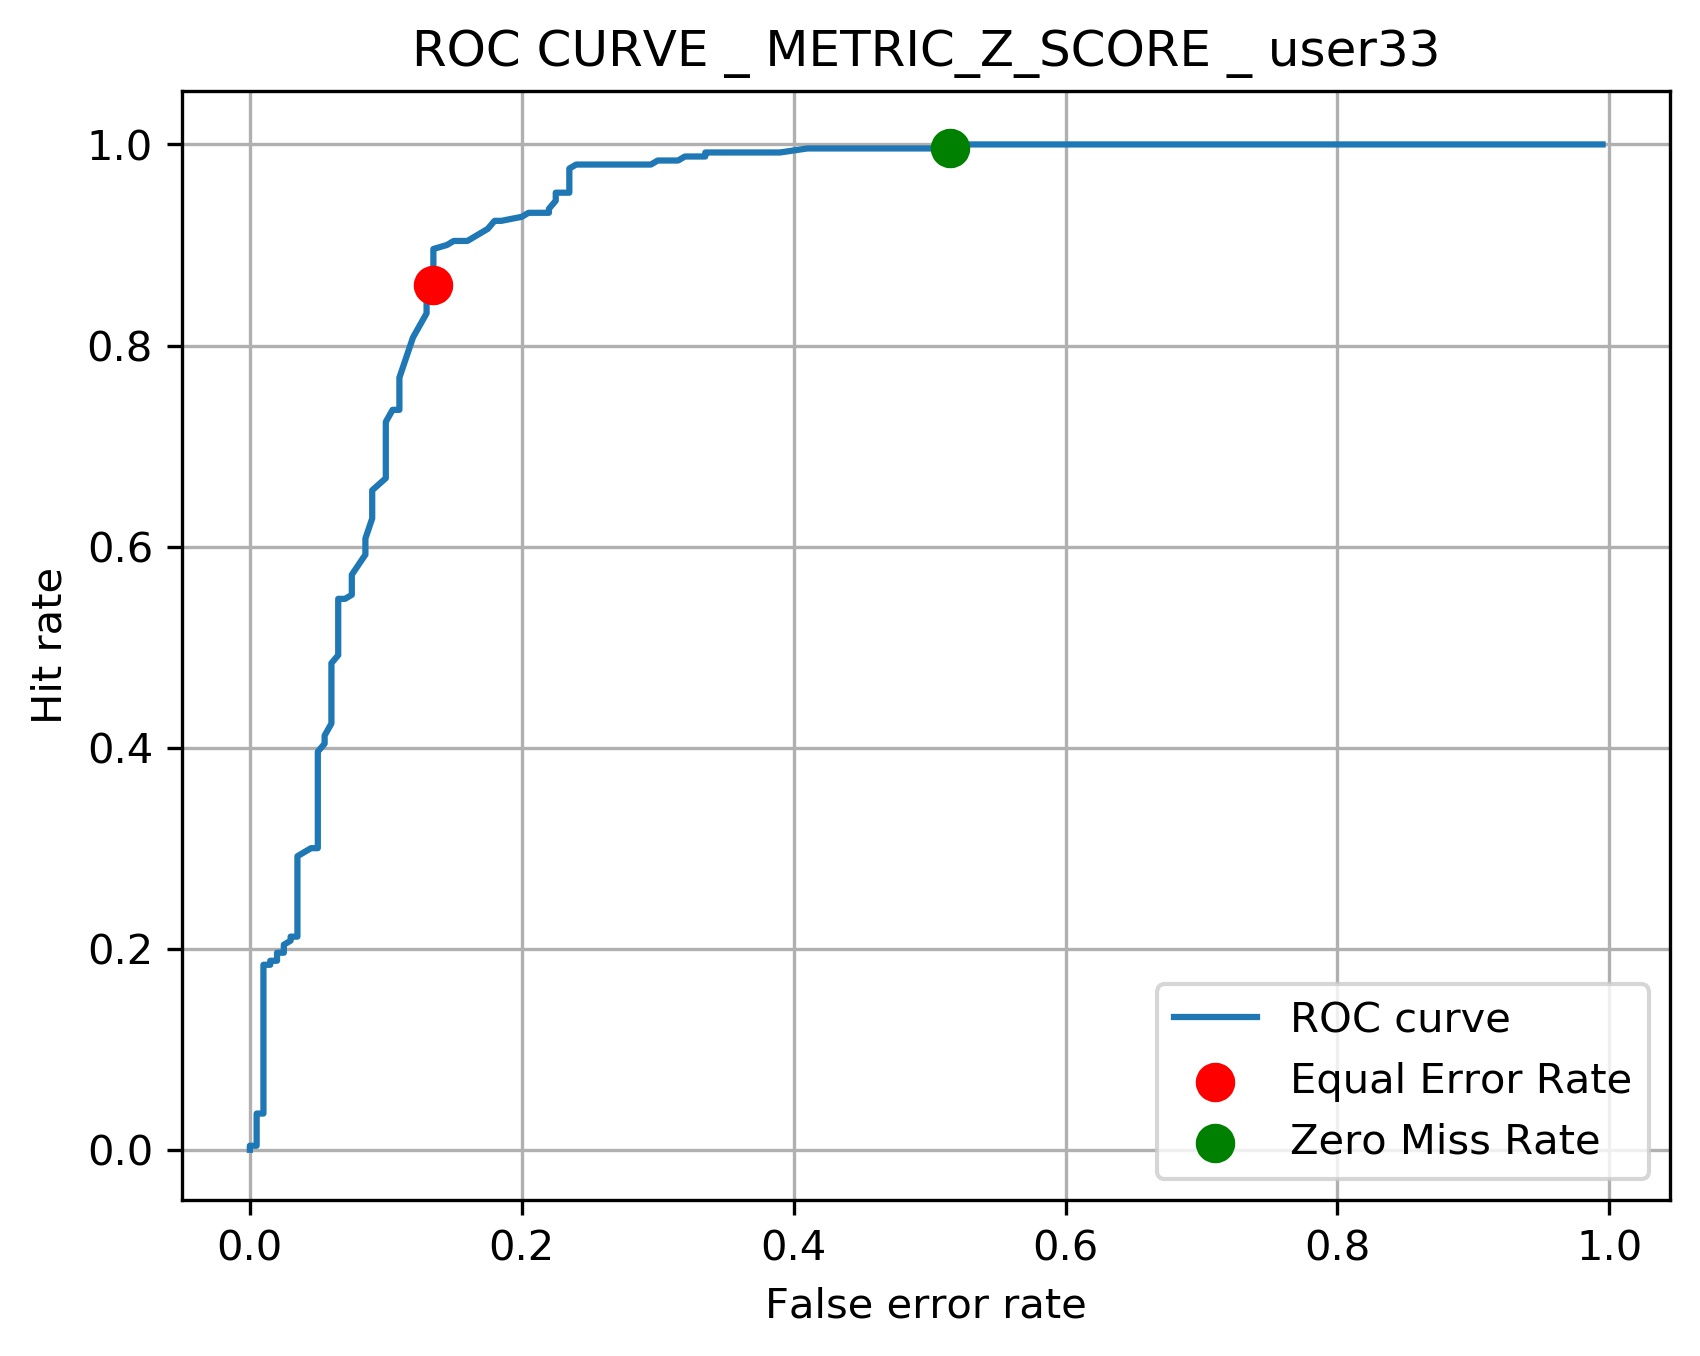 ROC CURVE _ METRIC_Z_SCORE _ user33
1.0
0.8
0.6
0.4
0.2
0.0
Hit rate
0.0 0.2 0.4 0.6 0.8 1.0
False error rate
ROC curve
Equal Error Rate
Zero Miss Rate